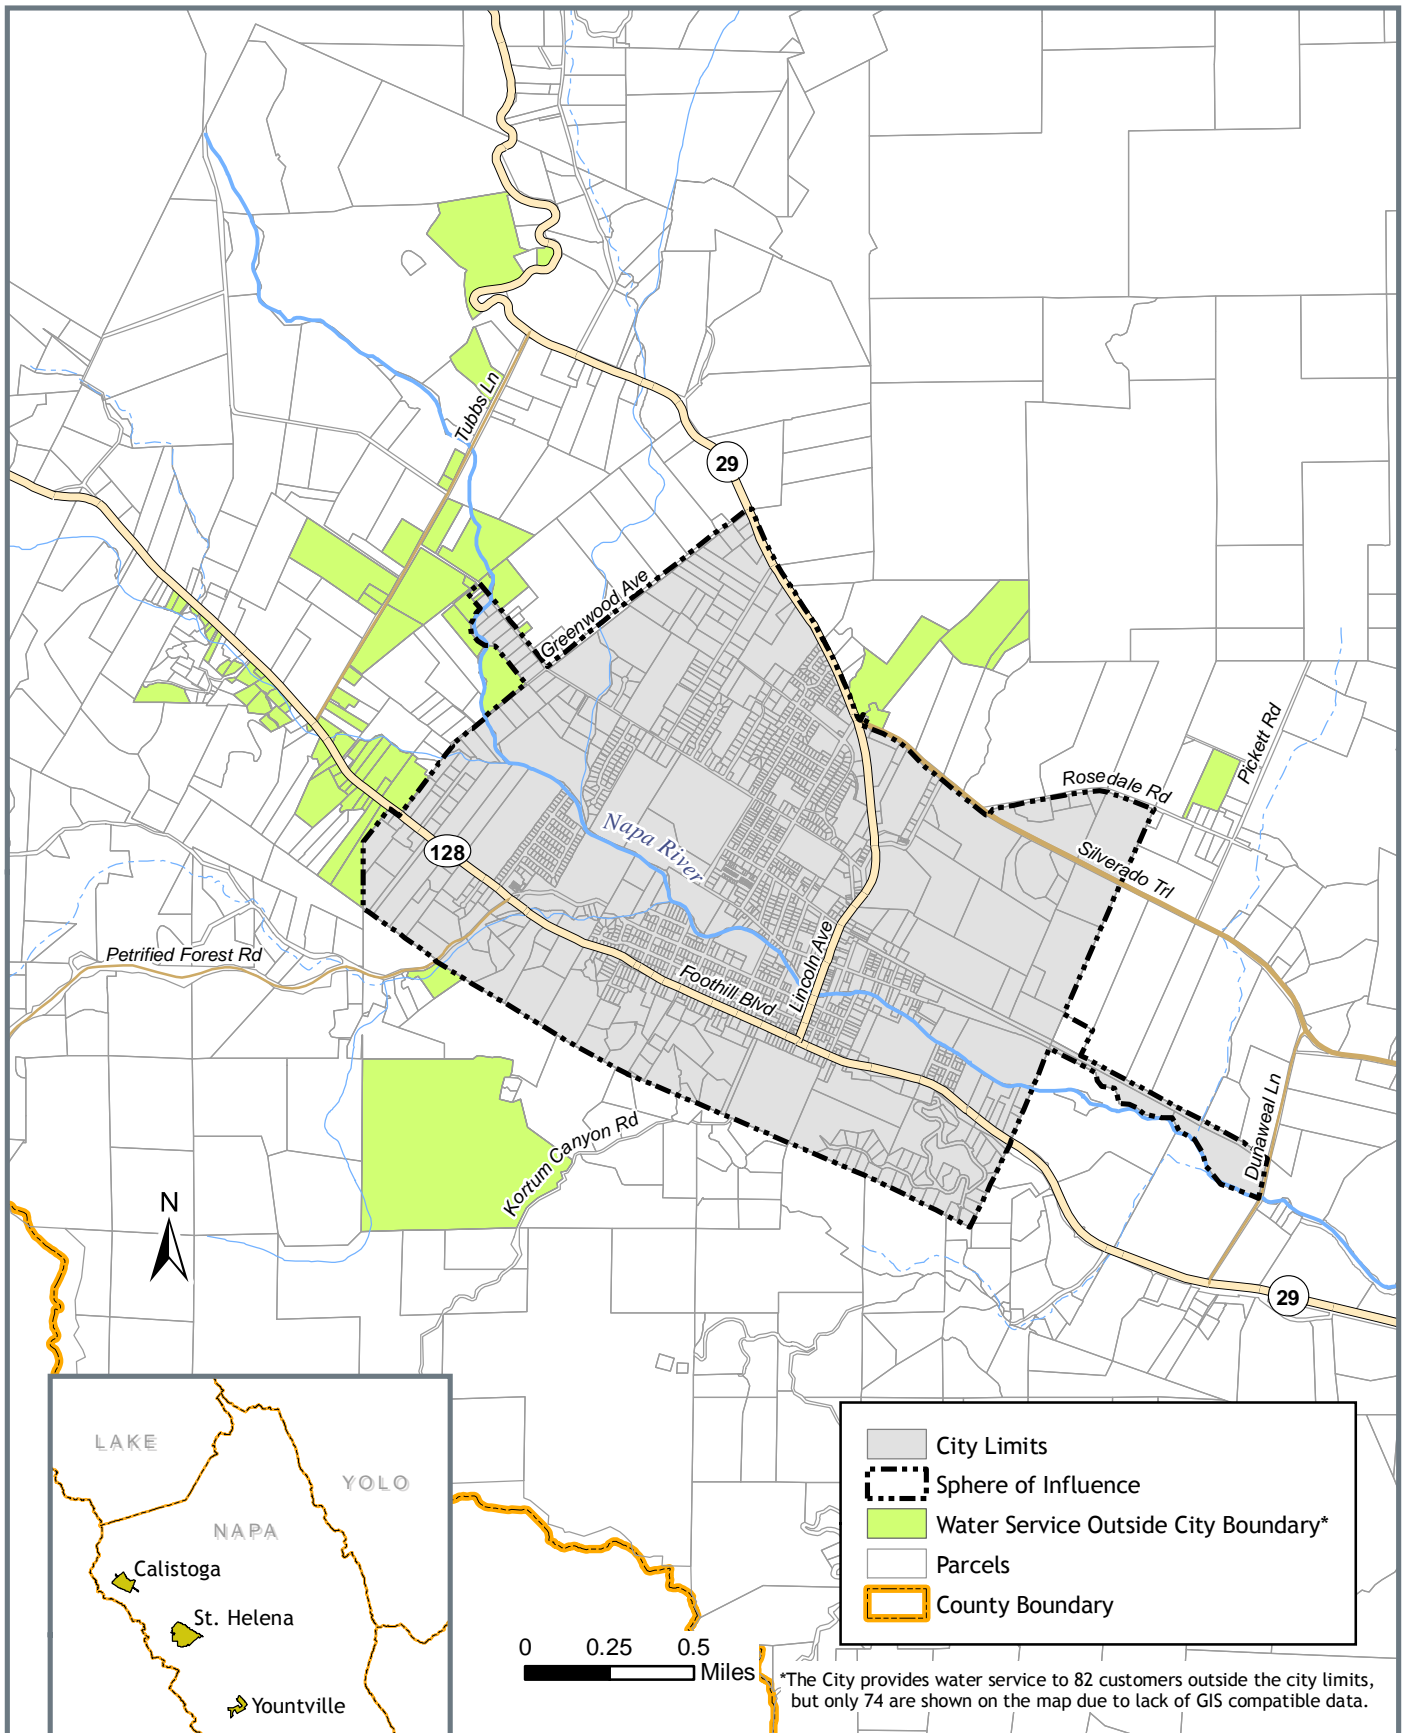 Tubbs Ln
29
Greenwood Ave
Pickett Rd
Rosedale Rd
Napa River
128
Silverado Trl
Petrified Forest Rd
Lincoln Ave
Foothill Blvd
Dunaweal Ln
Kortum Canyon Rd
N
29
LAKE
YOLO
NAPA
Calistoga
St. Helena
Yountville
City Limits
Sphere of Influence
Water Service Outside City Boundary*
Parcels
County Boundary
0 0.25 0.5
Miles
*The City provides water service to 82 customers outside the city limits,
but only 74 are shown on the map due to lack of GIS compatible data.